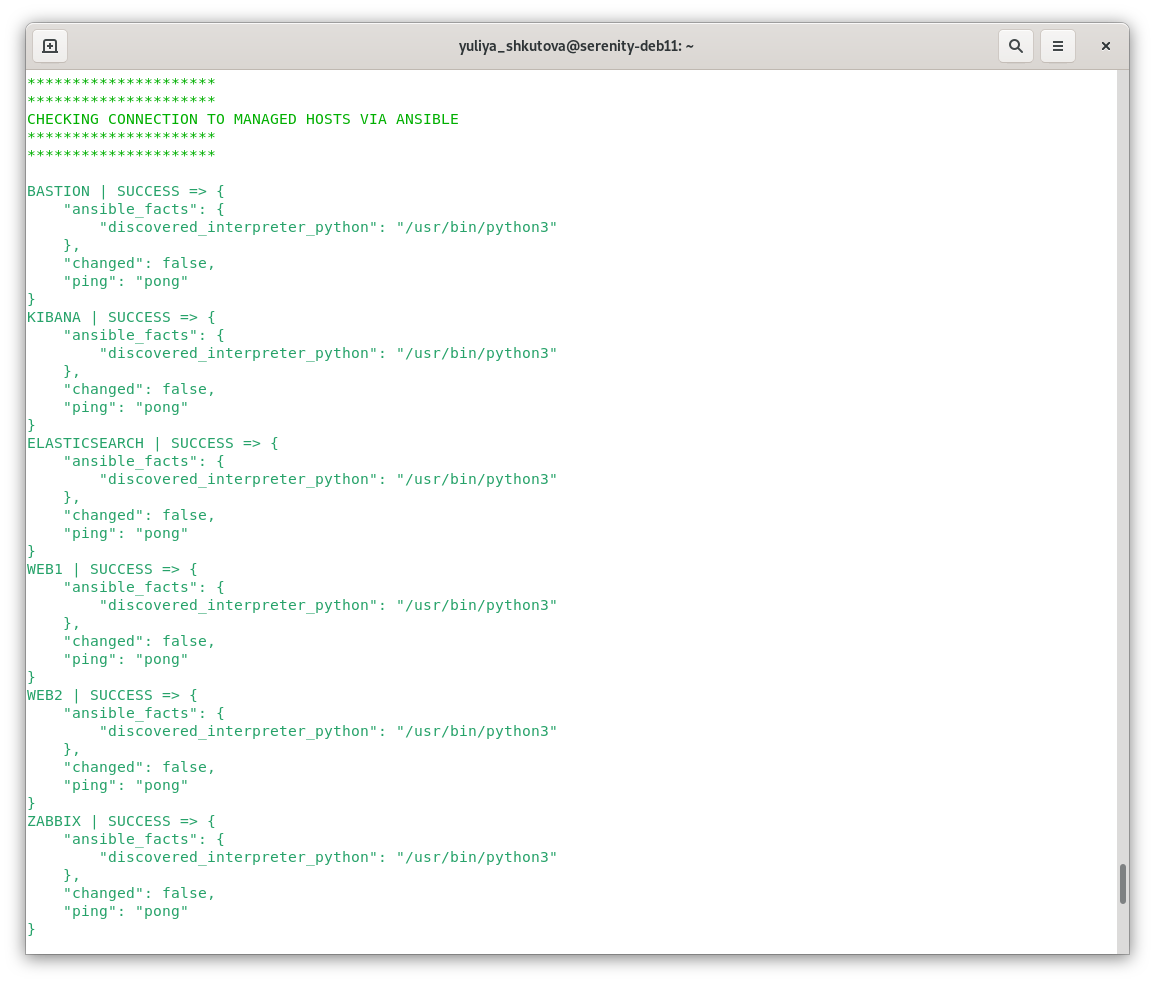 yuliya_shkutova@serenity-deb11: ~
*********************
*********************
CHECKING CONNECTION TO MANAGED HOSTS VIA ANSIBLE
*********************
*********************
BASTION | SUCCESS => {
    "ansible_facts": {
        "discovered_interpreter_python": "/usr/bin/python3"
    },
    "changed": false,
    "ping": "pong"
}
KIBANA | SUCCESS => {
    "ansible_facts": {
        "discovered_interpreter_python": "/usr/bin/python3"
    },
    "changed": false,
    "ping": "pong"
}
ELASTICSEARCH | SUCCESS => {
    "ansible_facts": {
        "discovered_interpreter_python": "/usr/bin/python3"
    },
    "changed": false,
    "ping": "pong"
}
WEB1 | SUCCESS => {
    "ansible_facts": {
        "discovered_interpreter_python": "/usr/bin/python3"
    },
    "changed": false,
    "ping": "pong"
}
WEB2 | SUCCESS => {
    "ansible_facts": {
        "discovered_interpreter_python": "/usr/bin/python3"
    },
    "changed": false,
    "ping": "pong"
}
ZABBIX | SUCCESS => {
    "ansible_facts": {
        "discovered_interpreter_python": "/usr/bin/python3"
    },
    "changed": false,
    "ping": "pong"
}